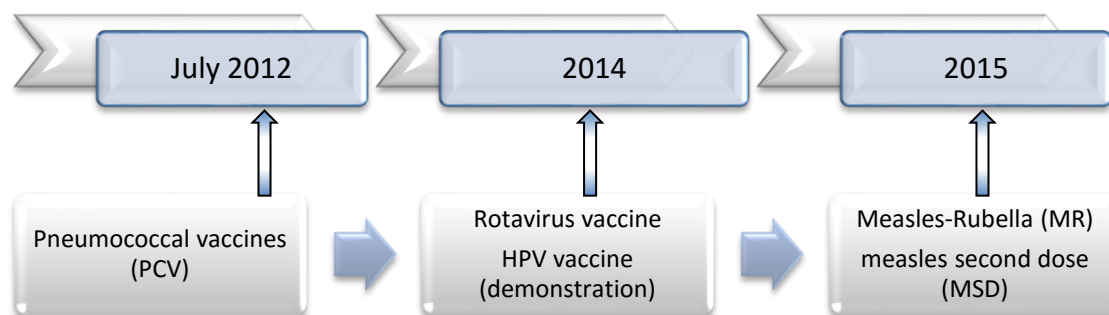 July 2012
2014
2015
Pneumococcal vaccines
(PCV)
Rotavirus vaccine
HPV vaccine
(demonstration)
Measles-Rubella (MR)
measles second dose
(MSD)